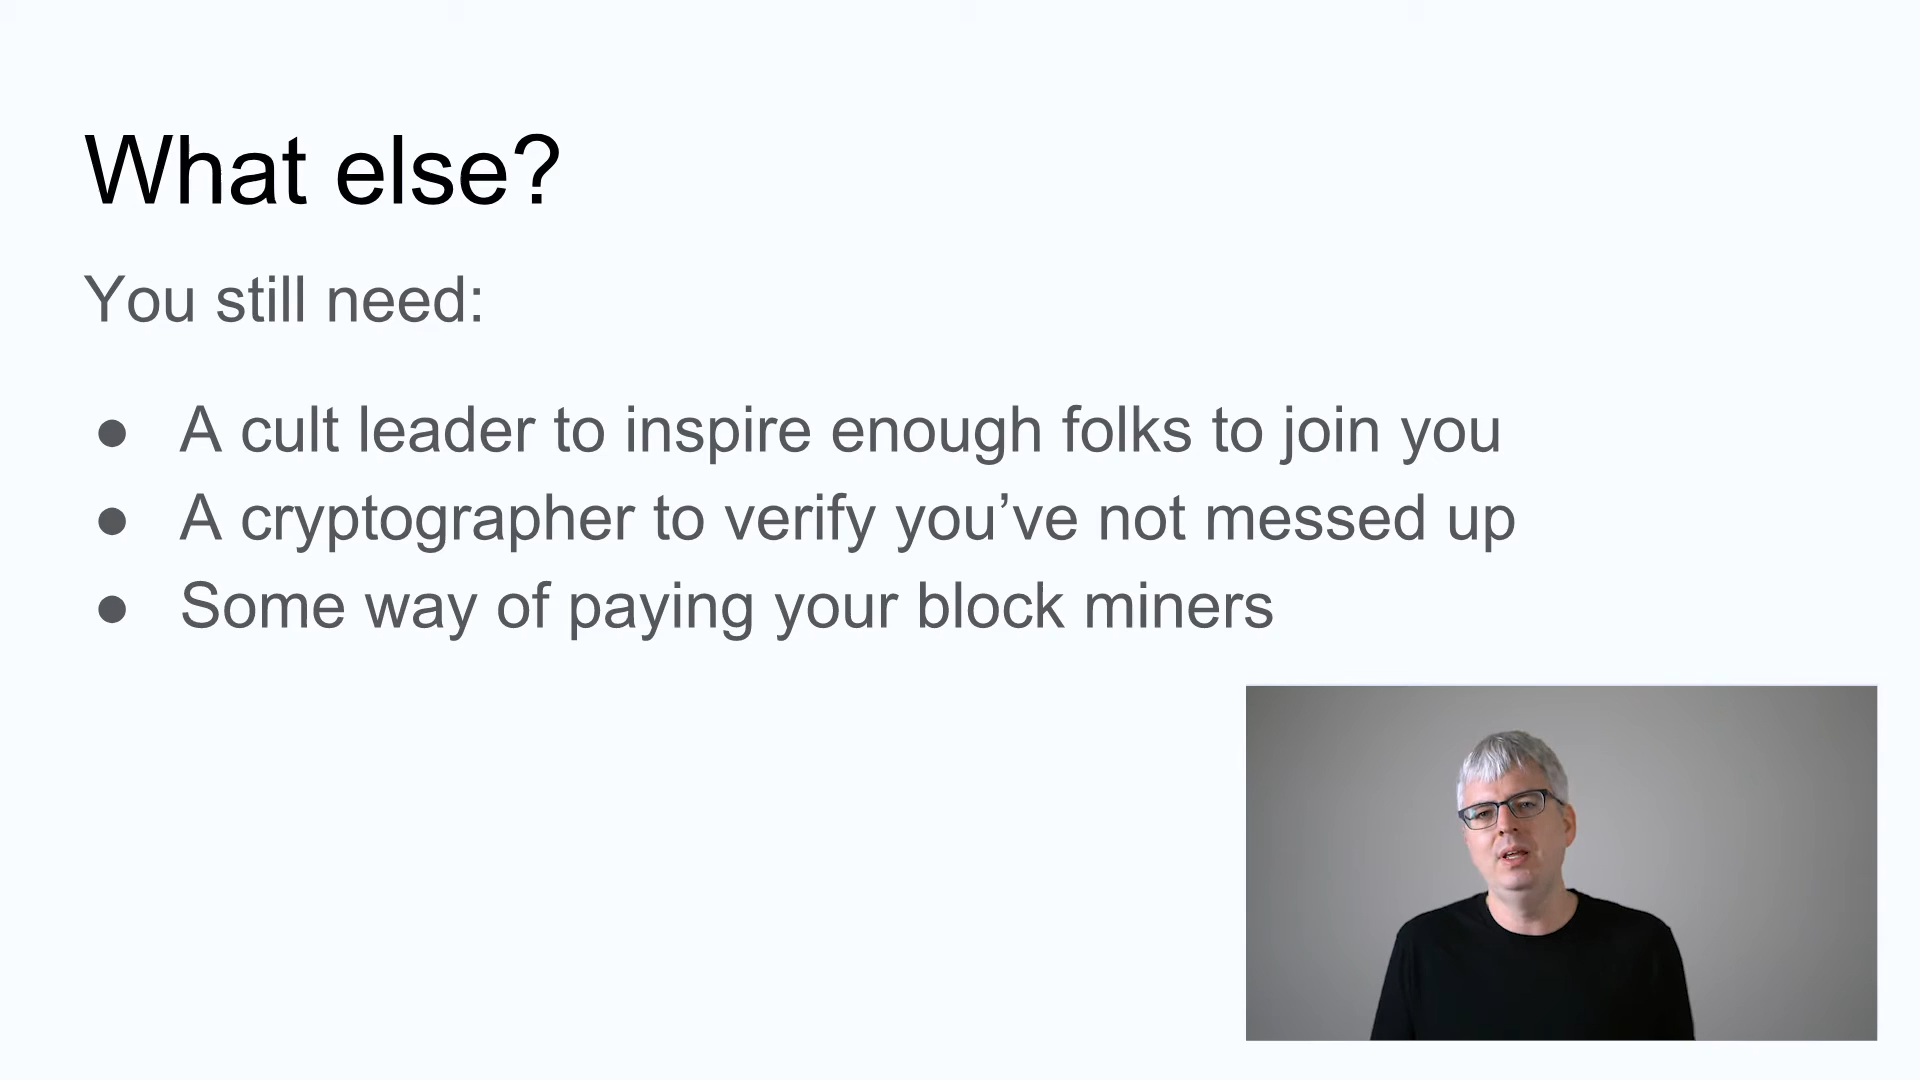 What else?
You still need:
● A cult leader to inspire enough folks to join you
● A cryptographer to verify you’ve not messed up
● Some way of paying your block miners